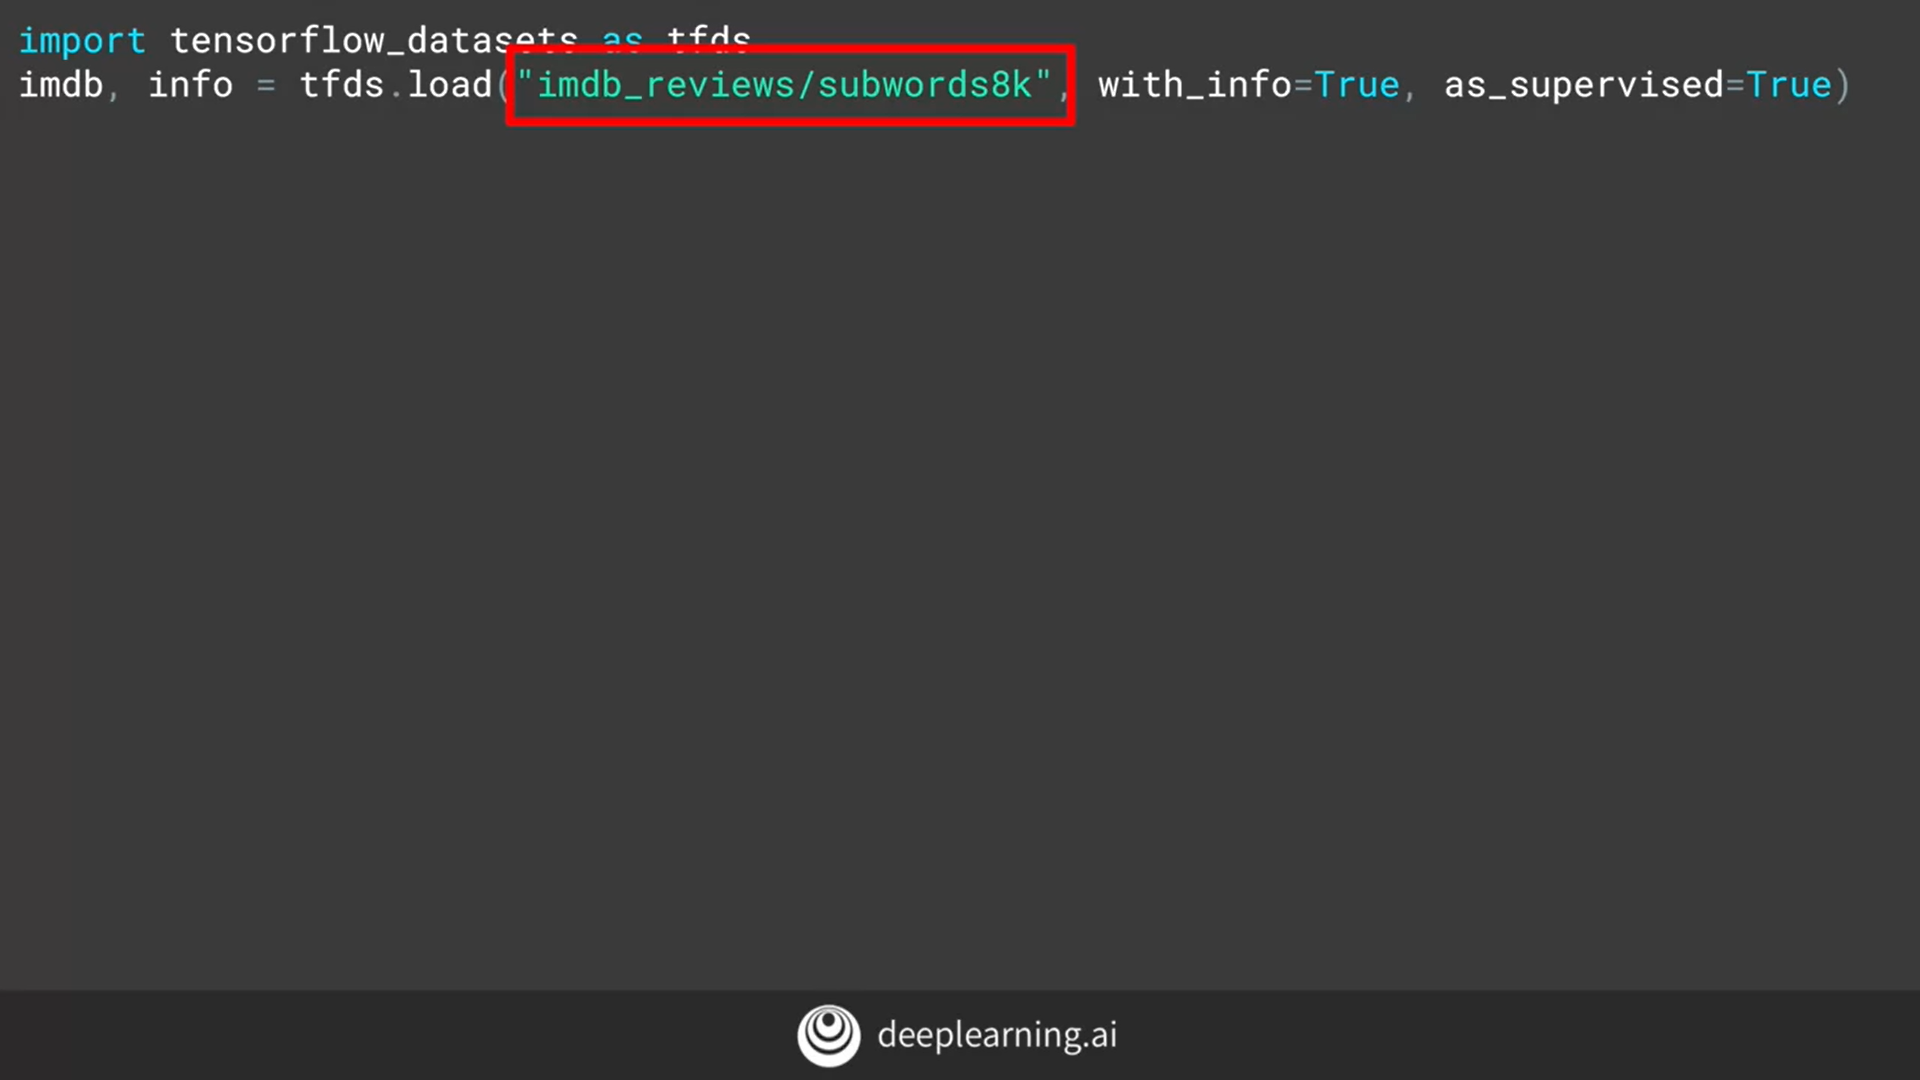 import tensorflow_datasets as tfds
imdb, info = tfds.load("imdb_reviews/subwords8k", with_info=True, as_supervised=True)
deeplearning.ai